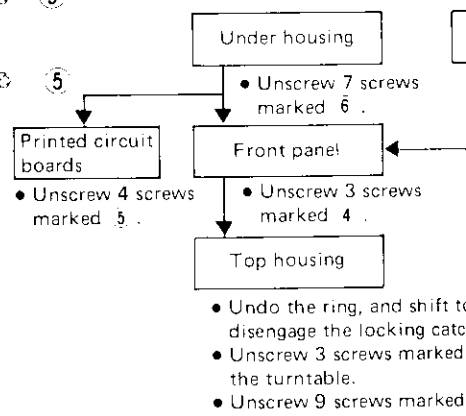 5
Under housing
• Unscrew 7 screws
marked 6 .
Printed circuit
boards
• Unscrew 4 screws
marked 5 .
Front panel
• Unscrew 3 screws
marked 4 .
Top housing
• Undo the ring, and shift
disengage the locking
• Unscrew 3 screws marked
the turntable.
• Unscrew 9 screws marked